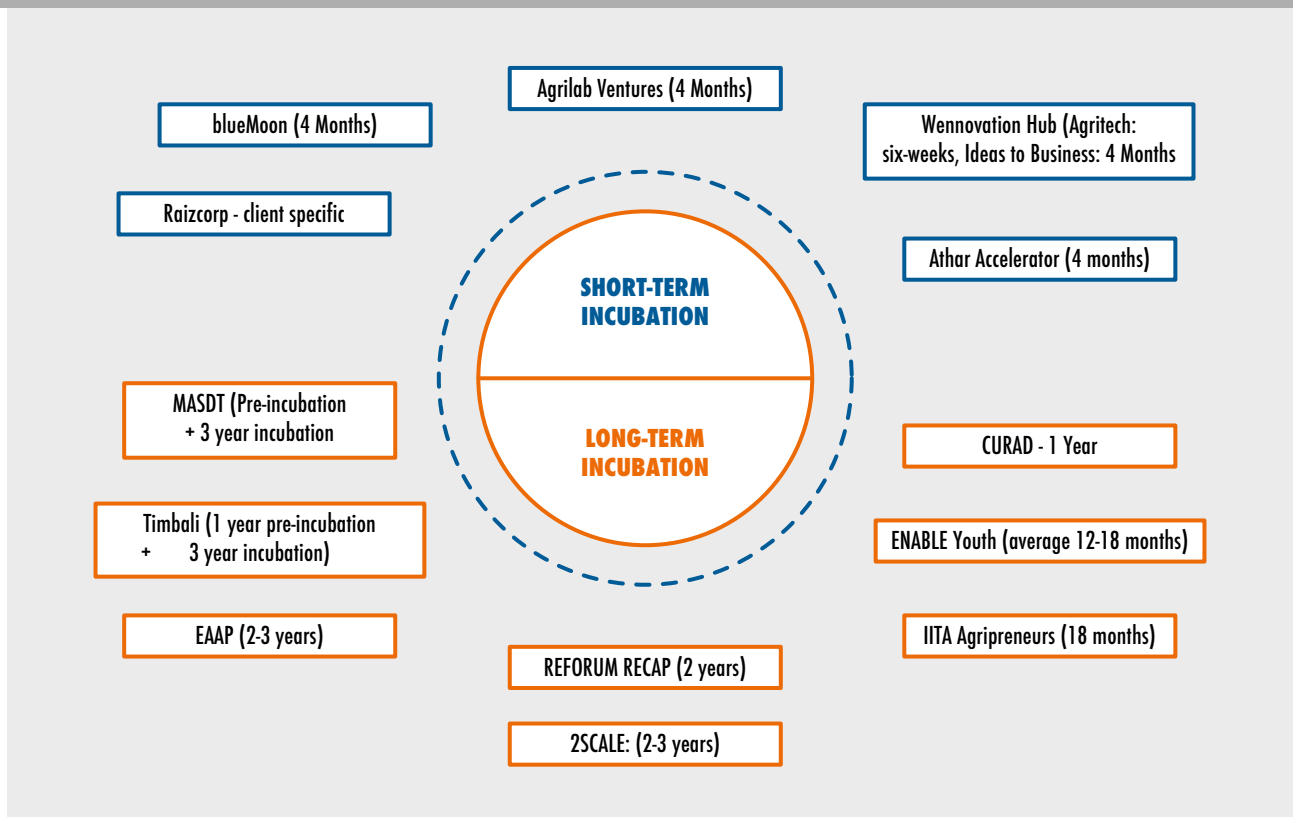 Agrilab Ventures (4 Months)
blueMoon (4 Months)
Wennovation Hub (Agritech:
six-weeks, Ideas to Business: 4 Months
Raizcorp - client specific
Athar Accelerator (4 months)
SHORT-TERM
INCUBATION
LONG-TERM
INCUBATION
MASDT (Pre-incubation
+ 3 year incubation
CURAD - 1 Year
Timbali (1 year pre-incubation
+ 3 year incubation)
ENABLE Youth (average 12-18 months)
EAAP (2-3 years)
IITA Agripreneurs (18 months)
REFORUM RECAP (2 years)
2SCALE: (2-3 years)